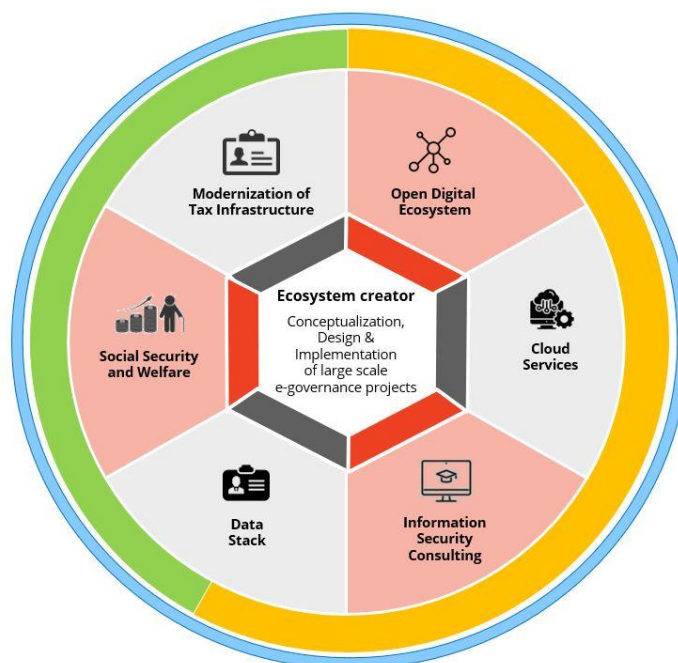 Modernization of
Tax Infrastructure
Open Digital
Ecosystem
Ecosystem creator
Conceptualization,
Design &
Implementation
of large scale
e-governance projects
Social Security
and Welfare
Cloud
Services
Data
Stack
Information
Security
Consulting